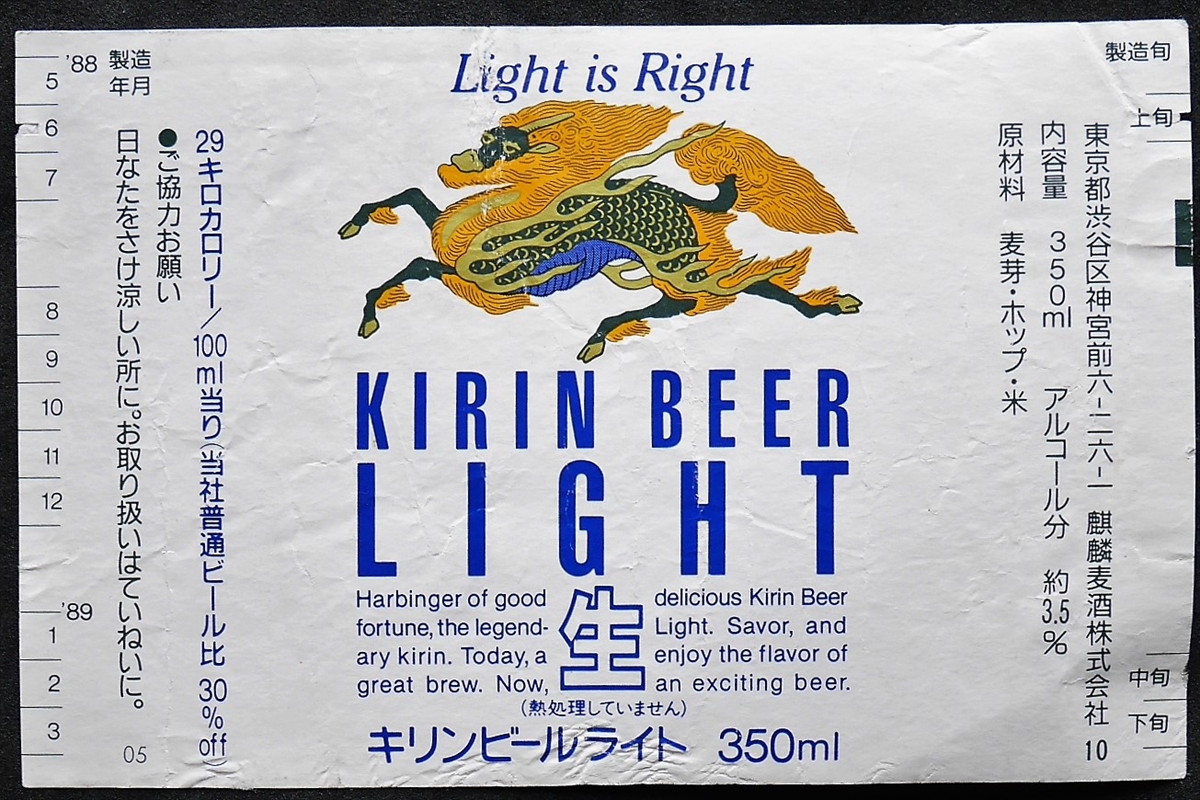 '88 製造
年月
5
6
7
8
9
10
11
12
'89
1
2
3
29キロカロリー/100ml当り(当社普通ビール比30%off)
●ご協力お願い
日なたをさけ涼しい所に。お取り扱いはていねいに。
05
Light is Right
KIRIN BEER
LIGHT
Harbinger of good
fortune, the legend-
ary kirin. Today, a
great brew. Now,
生
delicious Kirin Beer
Light. Savor, and
enjoy the flavor of
an exciting beer.
(熱処理していません)
キリンビールライト 350ml
東京都渋谷区神宮前六-二六-一 麒麟麦酒株式会社 10
内容量 350ml アルコール分 約3.5%
原材料 麦芽・ホップ・米
製造旬
上旬
中旬
下旬